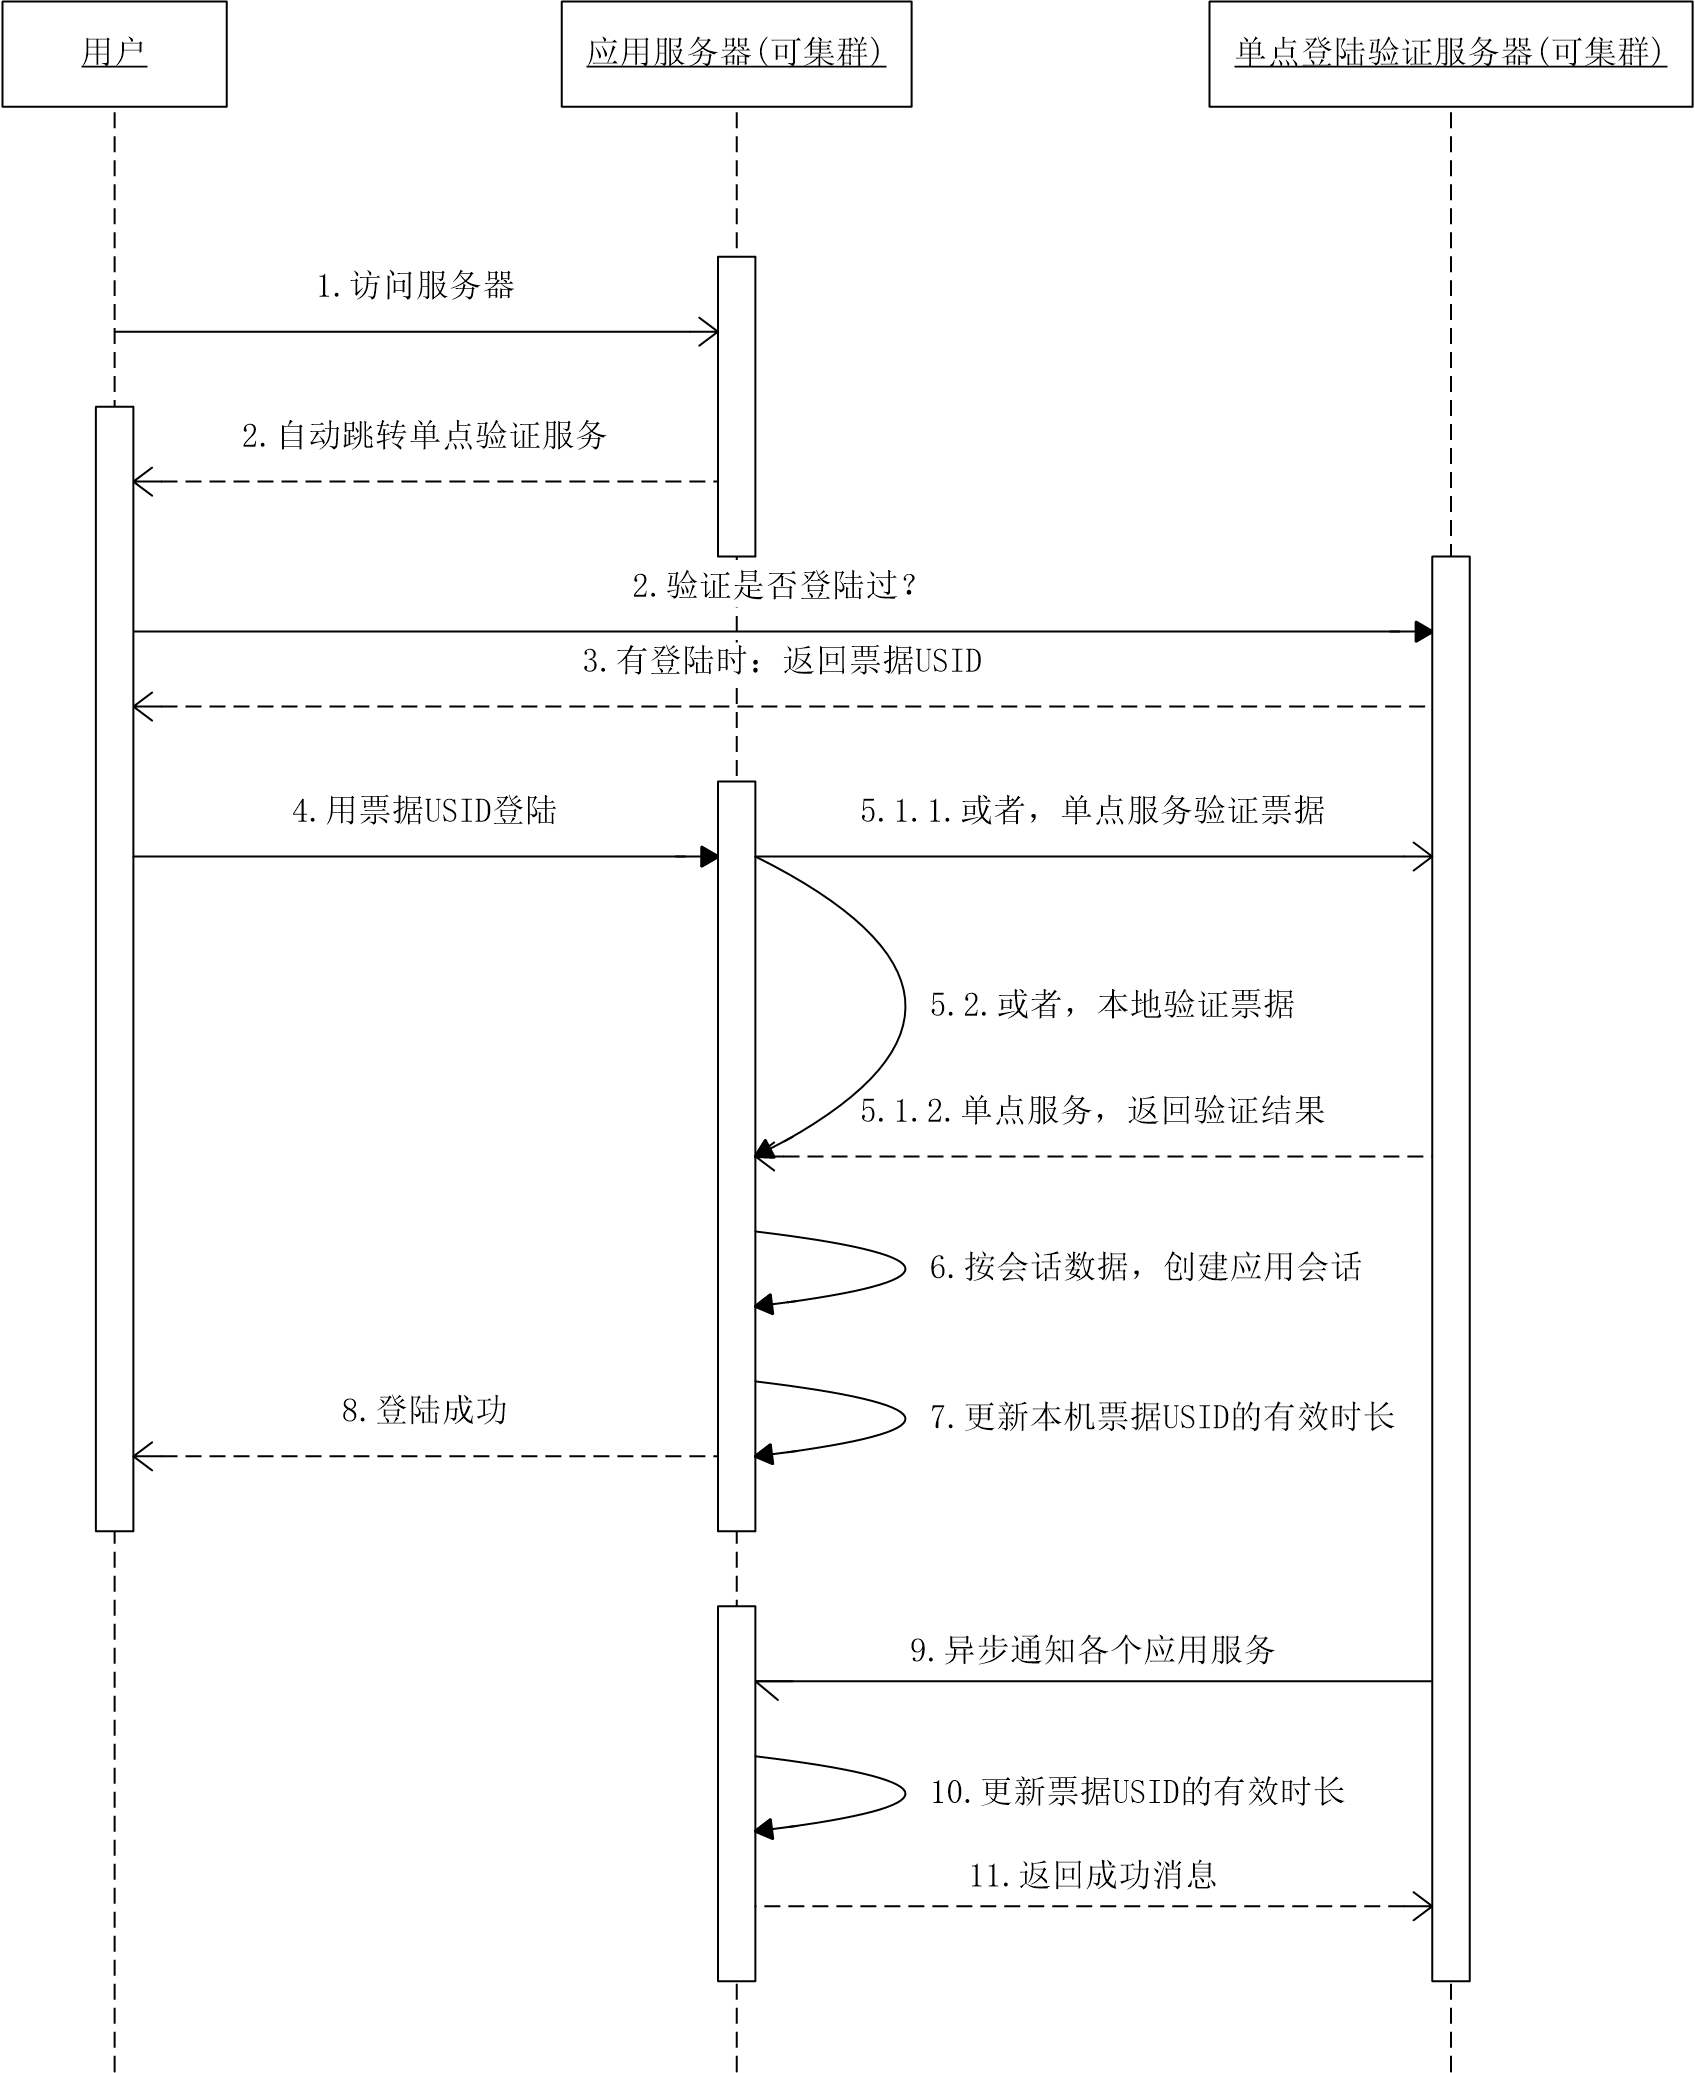 用户
应用服务器(可集群)
单点登陆验证服务器(可集群)
1.访问服务器
2.自动跳转单点验证服务
2.验证是否登陆过?
3.有登陆时：返回票据USID
4.用票据USID登陆
5.1.1.或者，单点服务验证票据
5.2.或者，本地验证票据
5.1.2.单点服务，返回验证结果
6.按会话数据，创建应用会话
8.登陆成功
7.更新本机票据USID的有效时长
9.异步通知各个应用服务
10.更新票据USID的有效时长
11.返回成功消息